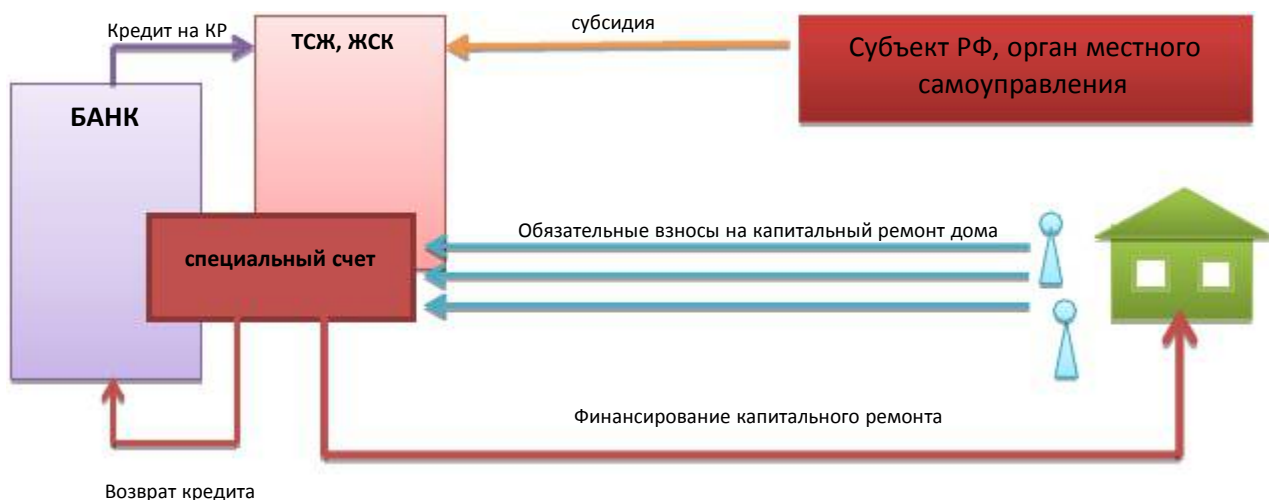 Кредит на КР
ТСЖ, ЖСК
субсидия
Субъект РФ, орган местного
самоуправления
БАНК
Обязательные взносы на капитальный ремонт дома
специальный счет
Финансирование капитального ремонта
Возврат кредита